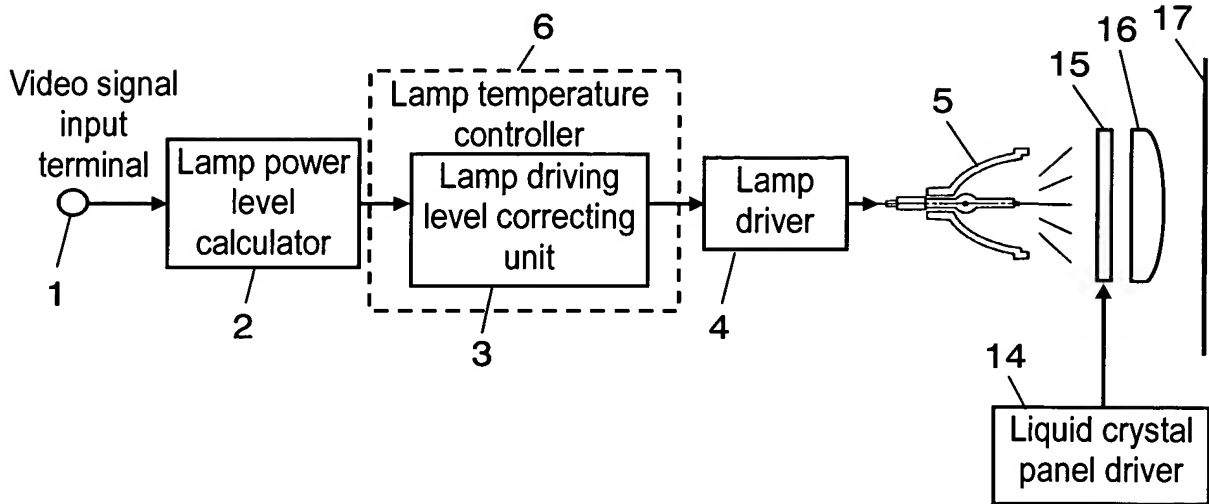 6
17
16
15
Video signal
input
terminal
Lamp temperature
controller
5
Lamp power
level
calculator
Lamp driving
level correcting
unit
Lamp
driver
1
2
3
4
14
Liquid crystal
panel driver